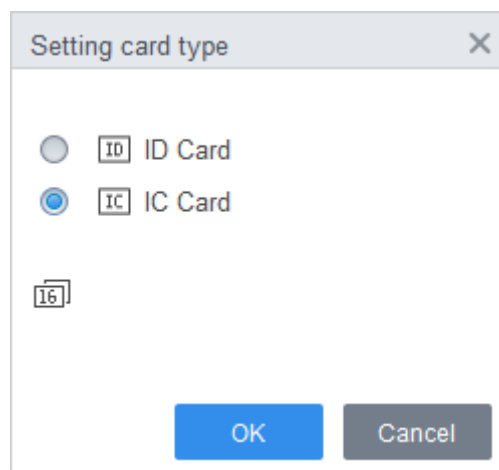 Setting card type
ID ID Card
IC IC Card
16
OK Cancel